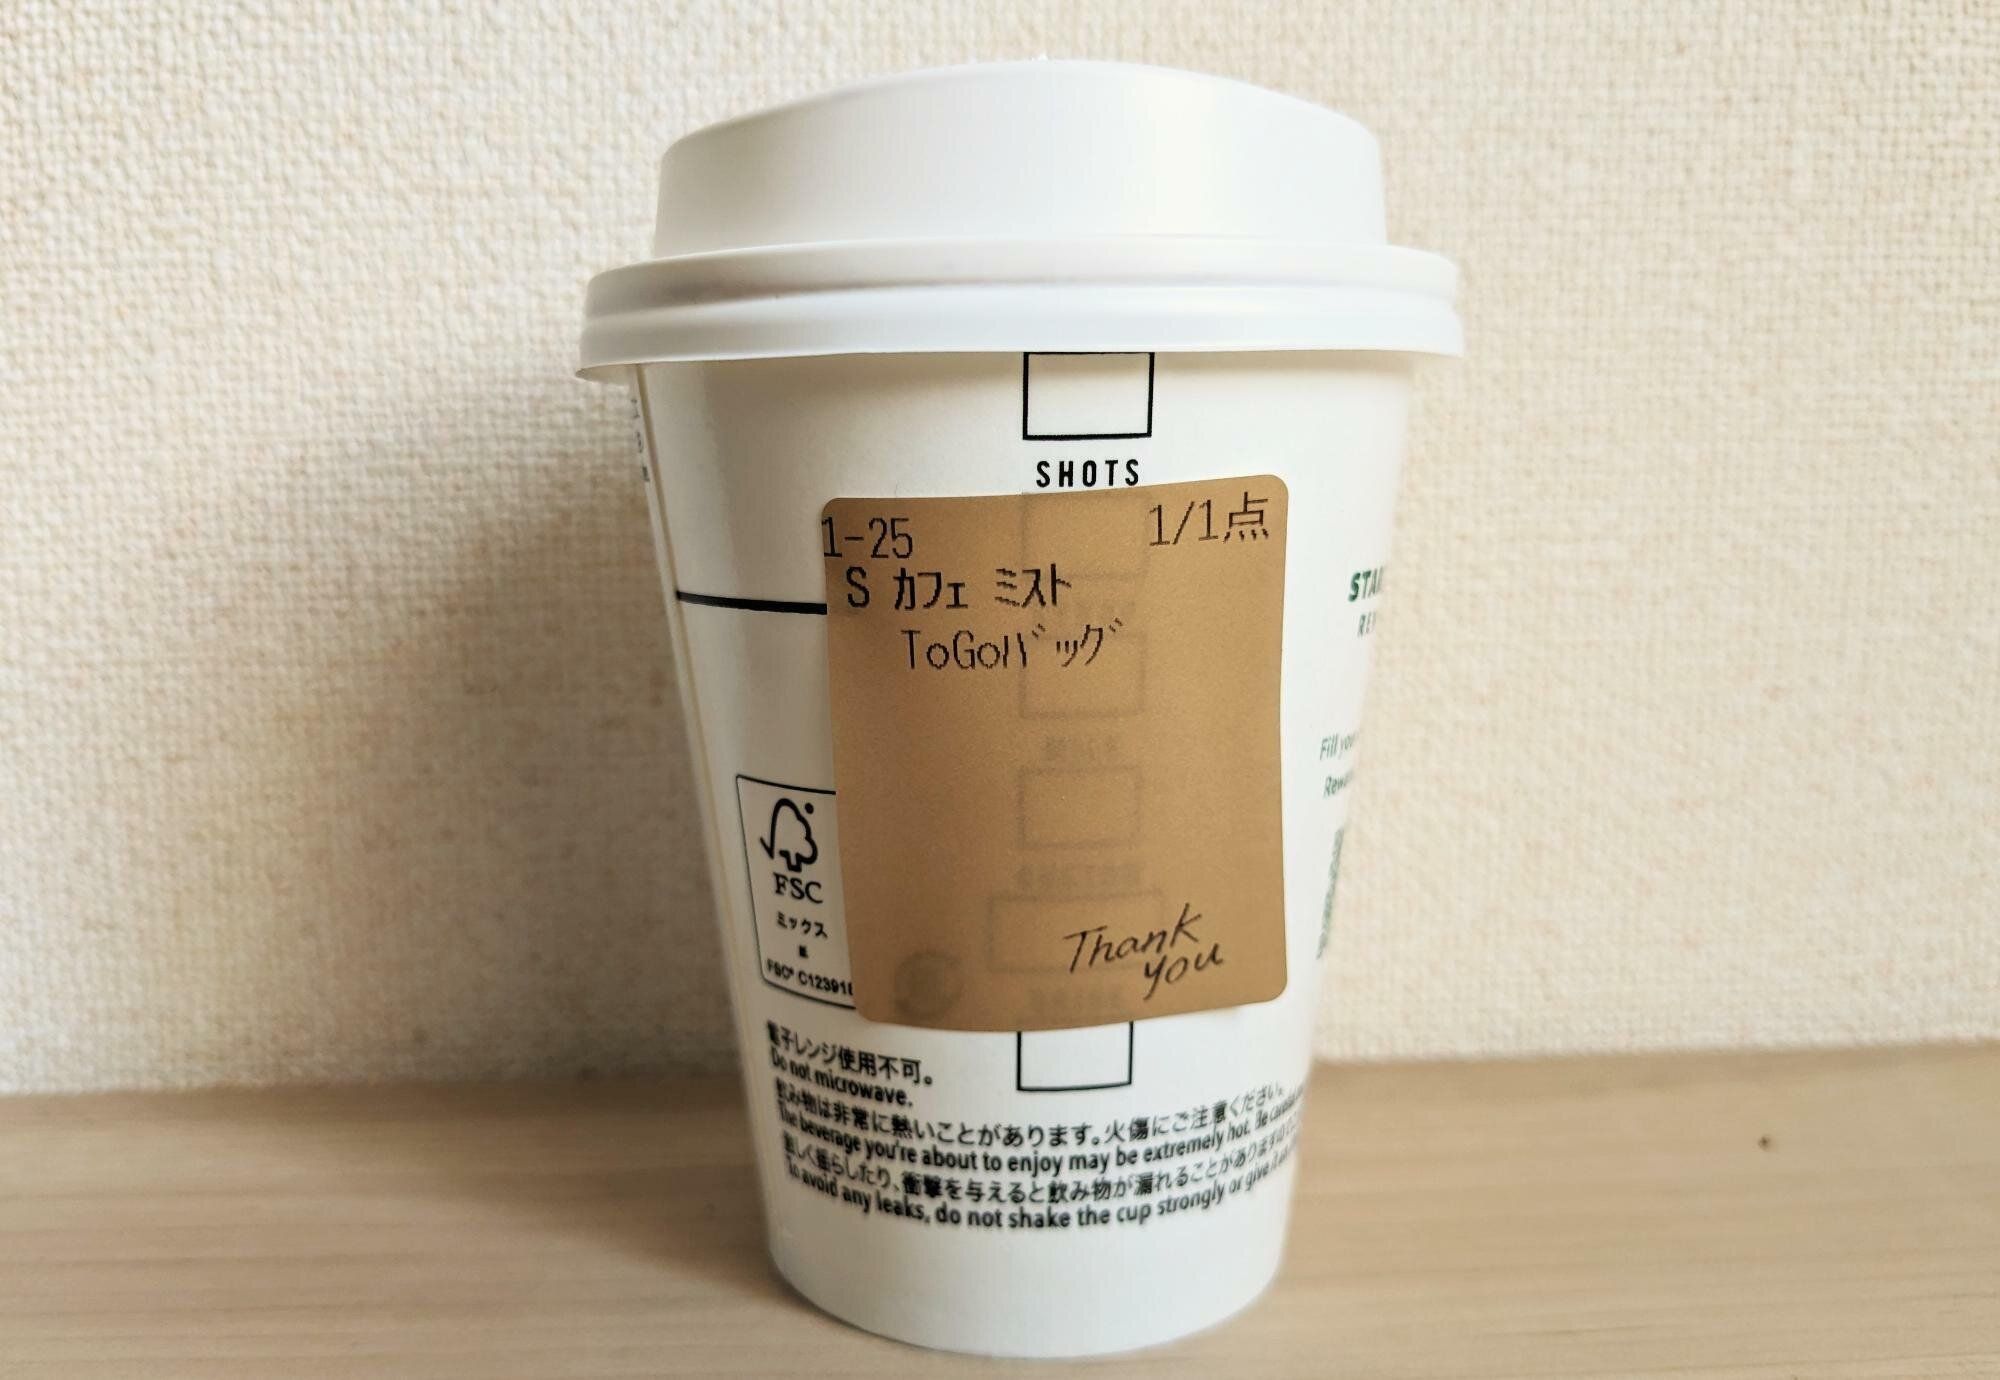 SHOTS
1-25 1/1点
S カフェ ミスト
ToGoバッグ
Thank
you
FSC
ミックス
紙
電子レンジ使用不可。
Do not microwave.
飲み物は非常に熱いことがあります。火傷にご注意ください。
The beverage you're about to enjoy may be extremely hot. Be careful
激しく揺らしたり、衝撃を与えると飲み物が漏れることがあります
To avoid any leaks, do not shake the cup strongly or give it
Fill